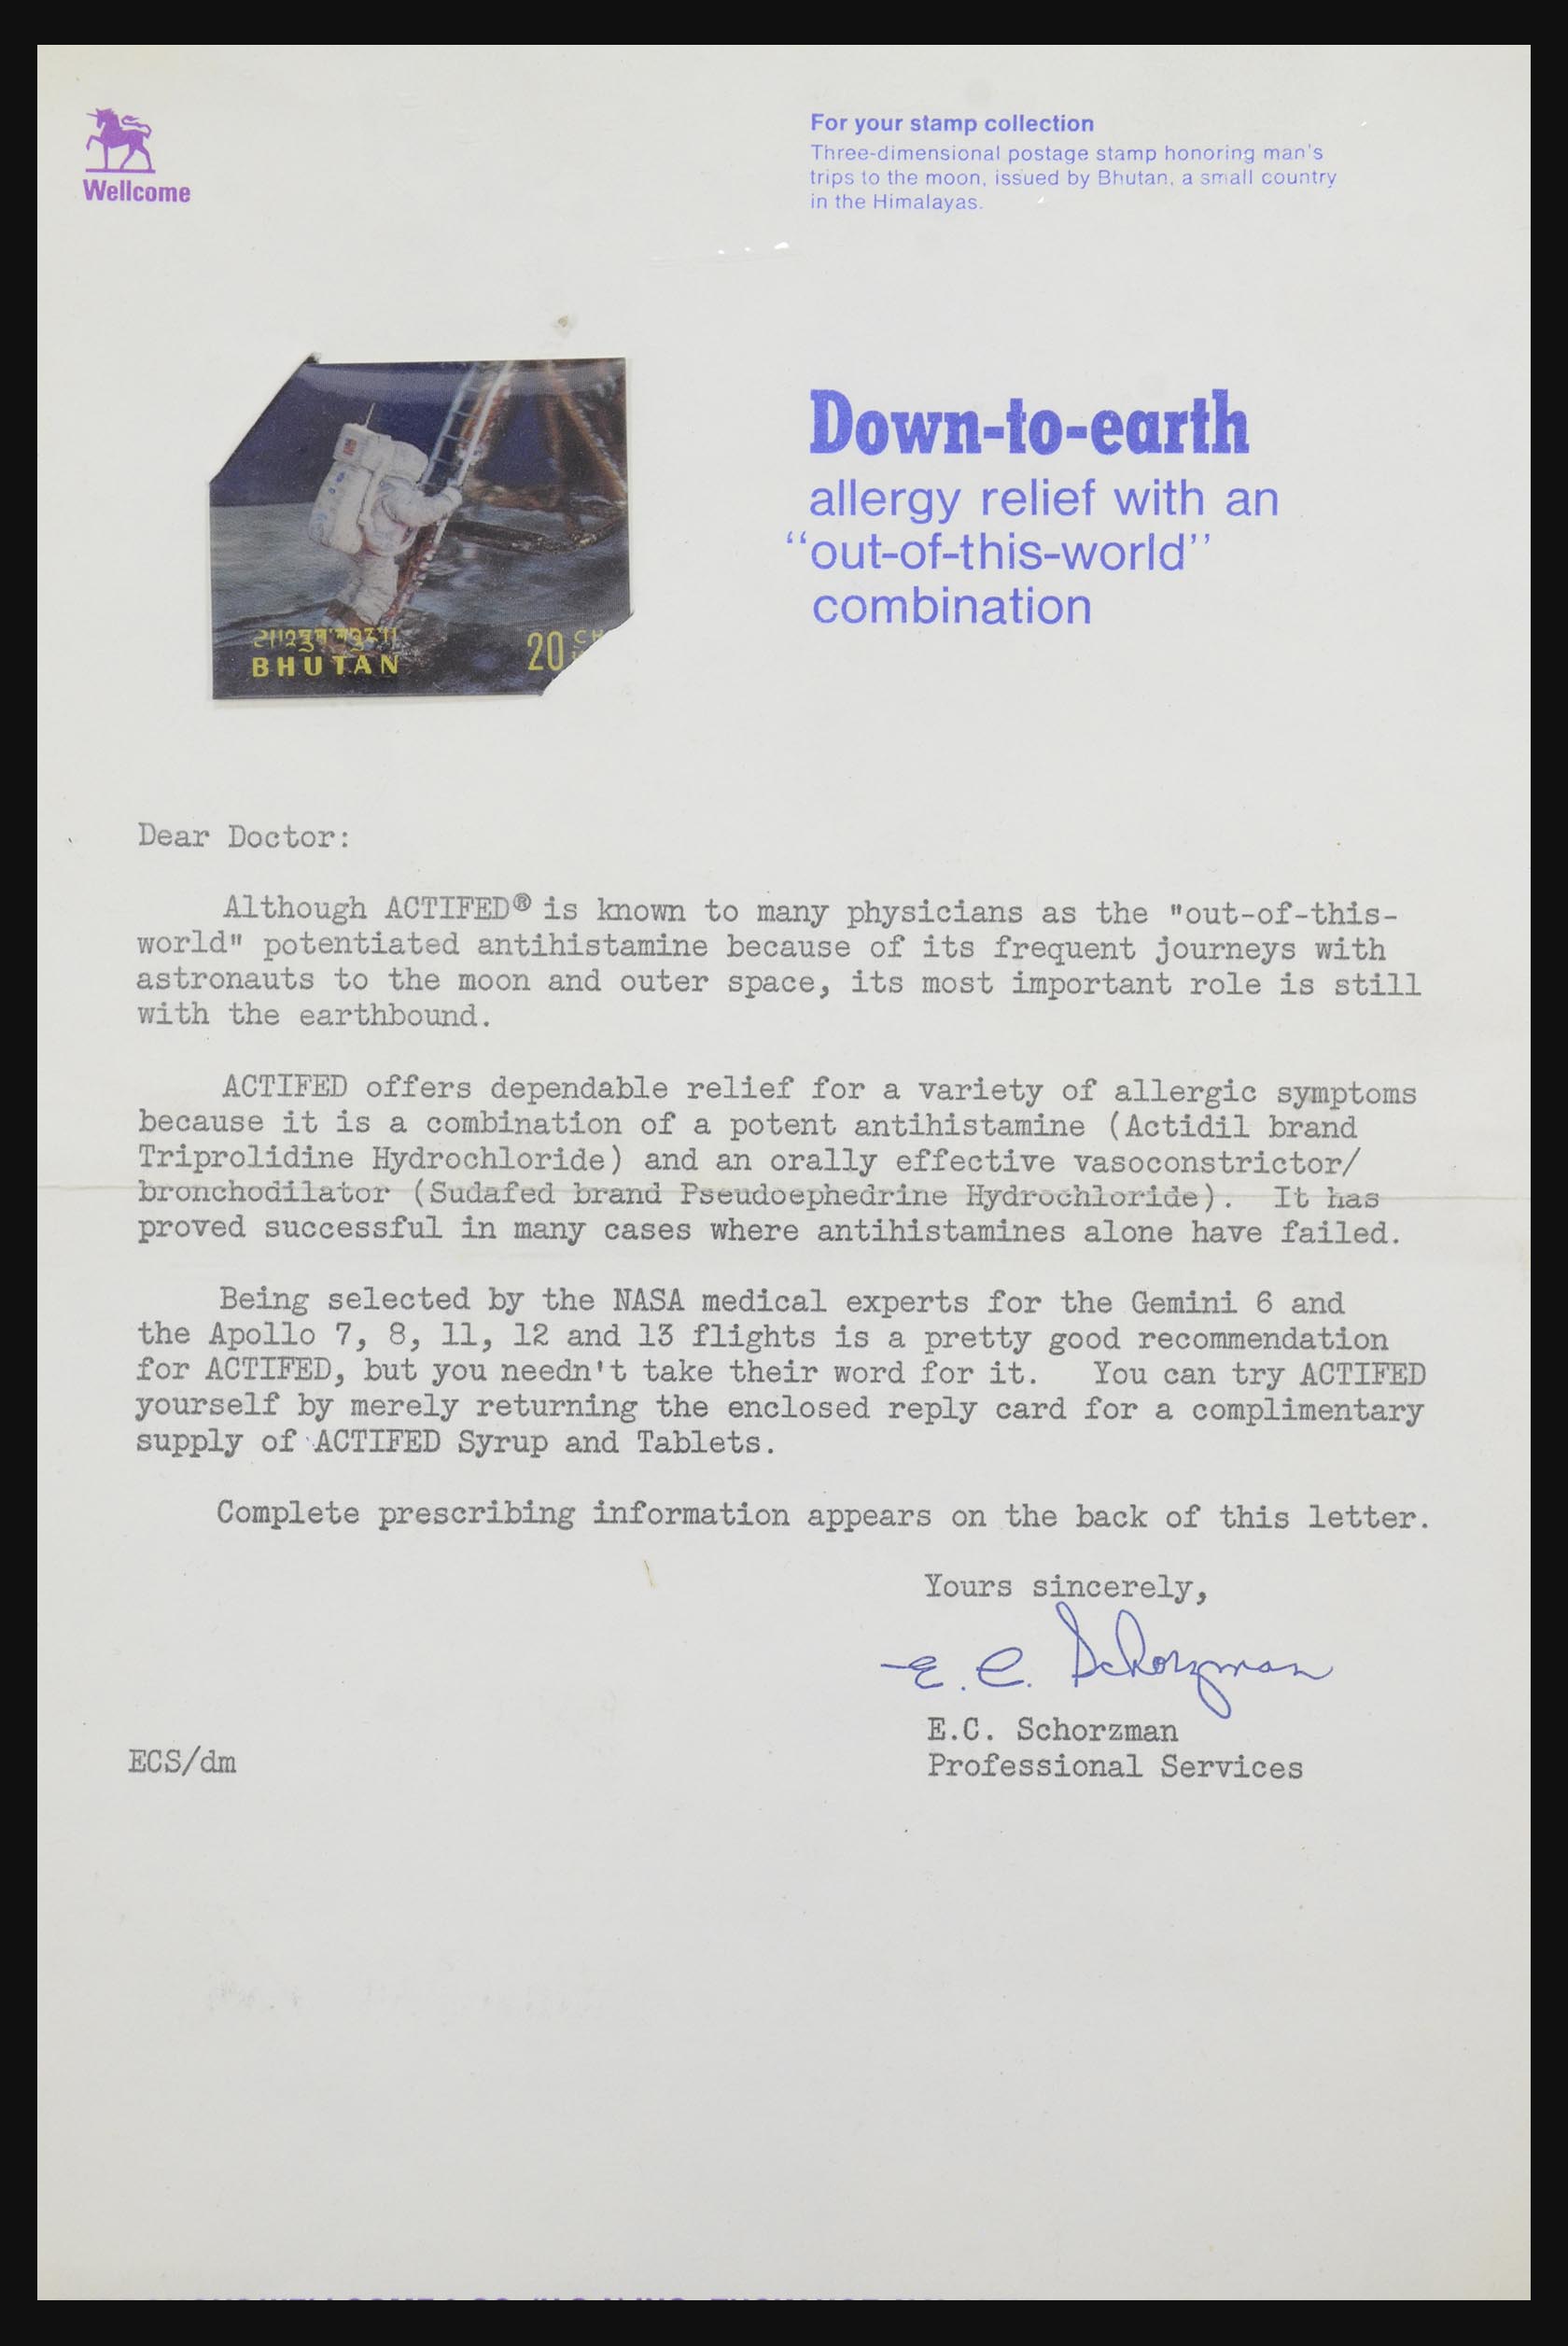 Wellcome
For your stamp collection
Three-dimensional postage stamp honoring man's
trips to the moon, issued by Bhutan, a small country
in the Himalayas.
Down-to-earth
allergy relief with an
“out-of-this-world”
combination
BHUTAN
20 CH
Dear Doctor:
Although ACTIFED® is known to many physicians as the "out-of-this-
world" potentiated antihistamine because of its frequent journeys with
astronauts to the moon and outer space, its most important role is still
with the earthbound.
ACTIFED offers dependable relief for a variety of allergic symptoms
because it is a combination of a potent antihistamine (Actidil brand
Triprolidine Hydrochloride) and an orally effective vasoconstrictor/
bronchodilator (Sudafed brand Pseudoephedrine Hydrochloride). It has
proved successful in many cases where antihistamines alone have failed.
Being selected by the NASA medical experts for the Gemini 6 and
the Apollo 7, 8, 11, 12 and 13 flights is a pretty good recommendation
for ACTIFED, but you needn't take their word for it. You can try ACTIFED
yourself by merely returning the enclosed reply card for a complimentary
supply of ACTIFED Syrup and Tablets.
Complete prescribing information appears on the back of this letter.
Yours sincerely,
E. C. Schorzman
E.C. Schorzman
ECS/dm
Professional Services